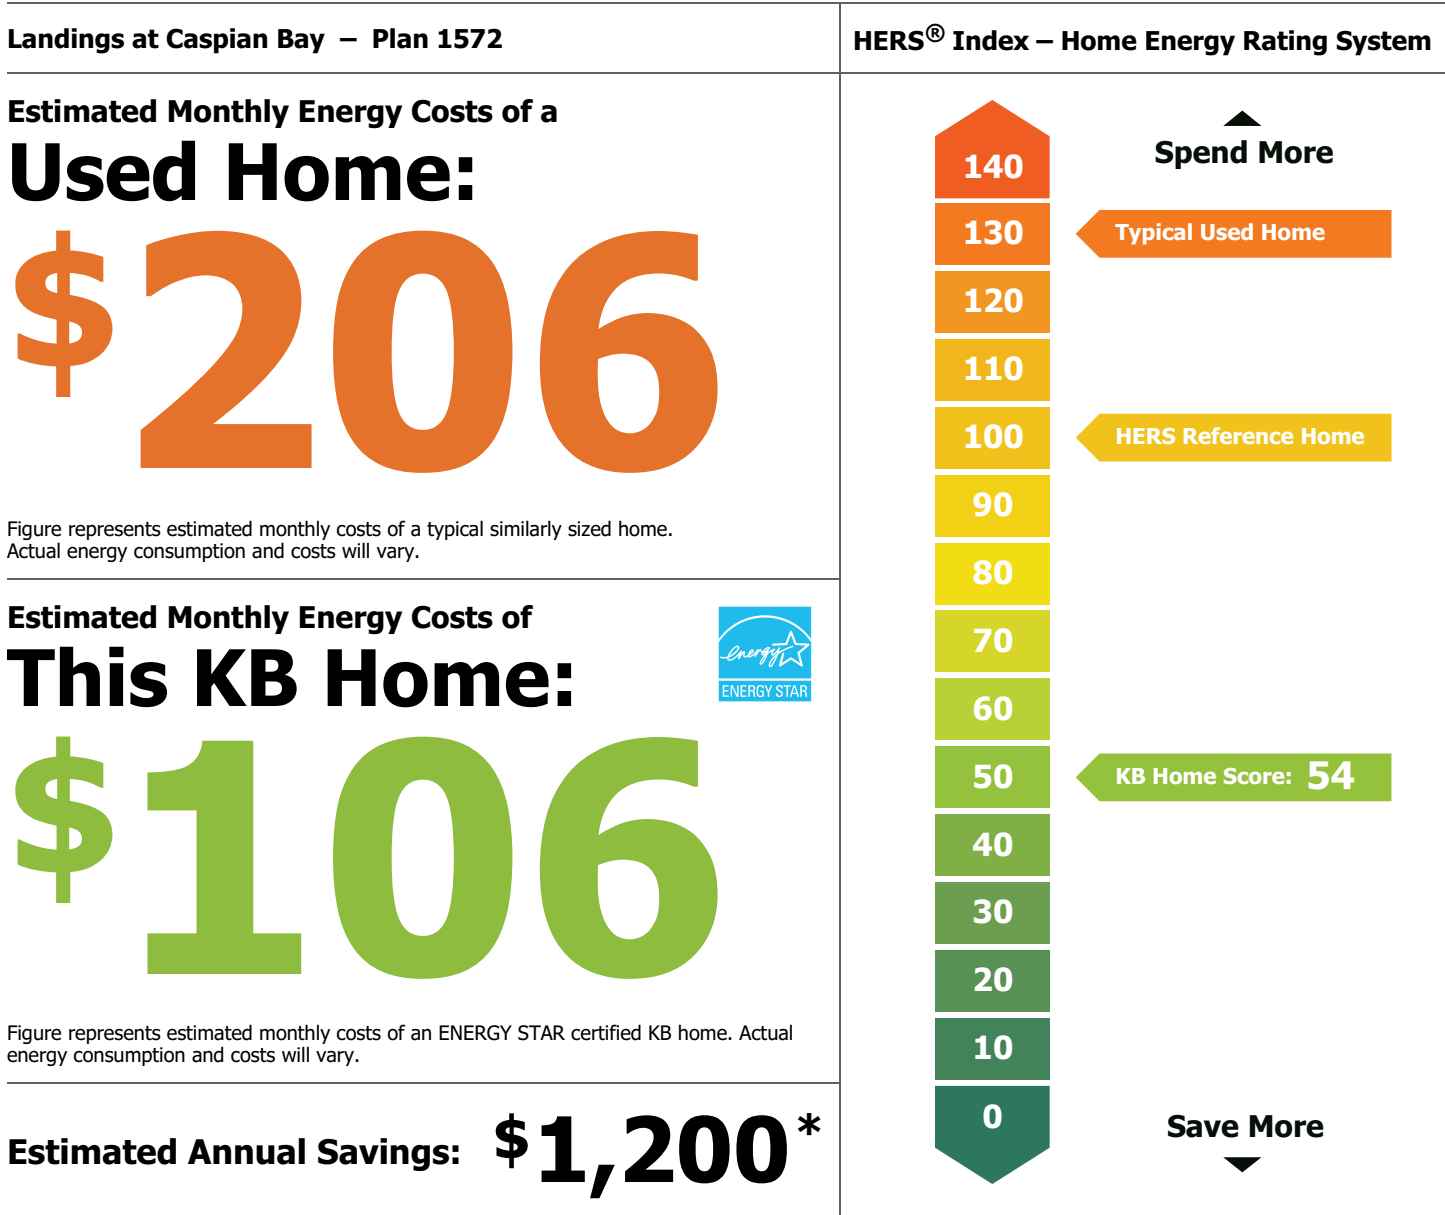 Landings at Caspian Bay – Plan 1572
Estimated Monthly Energy Costs of a
Used Home:
$206
Figure represents estimated monthly costs of a typical similarly sized home.
Actual energy consumption and costs will vary.
Estimated Monthly Energy Costs of
This KB Home:
energy
ENERGY STAR
$106
Figure represents estimated monthly costs of an ENERGY STAR certified KB home. Actual
energy consumption and costs will vary.
Estimated Annual Savings: $1,200*
HERS® Index – Home Energy Rating System
Spend More
140
130
Typical Used Home
120
110
100
HERS Reference Home
90
80
70
60
50
KB Home Score: 54
40
30
20
10
0
Save More